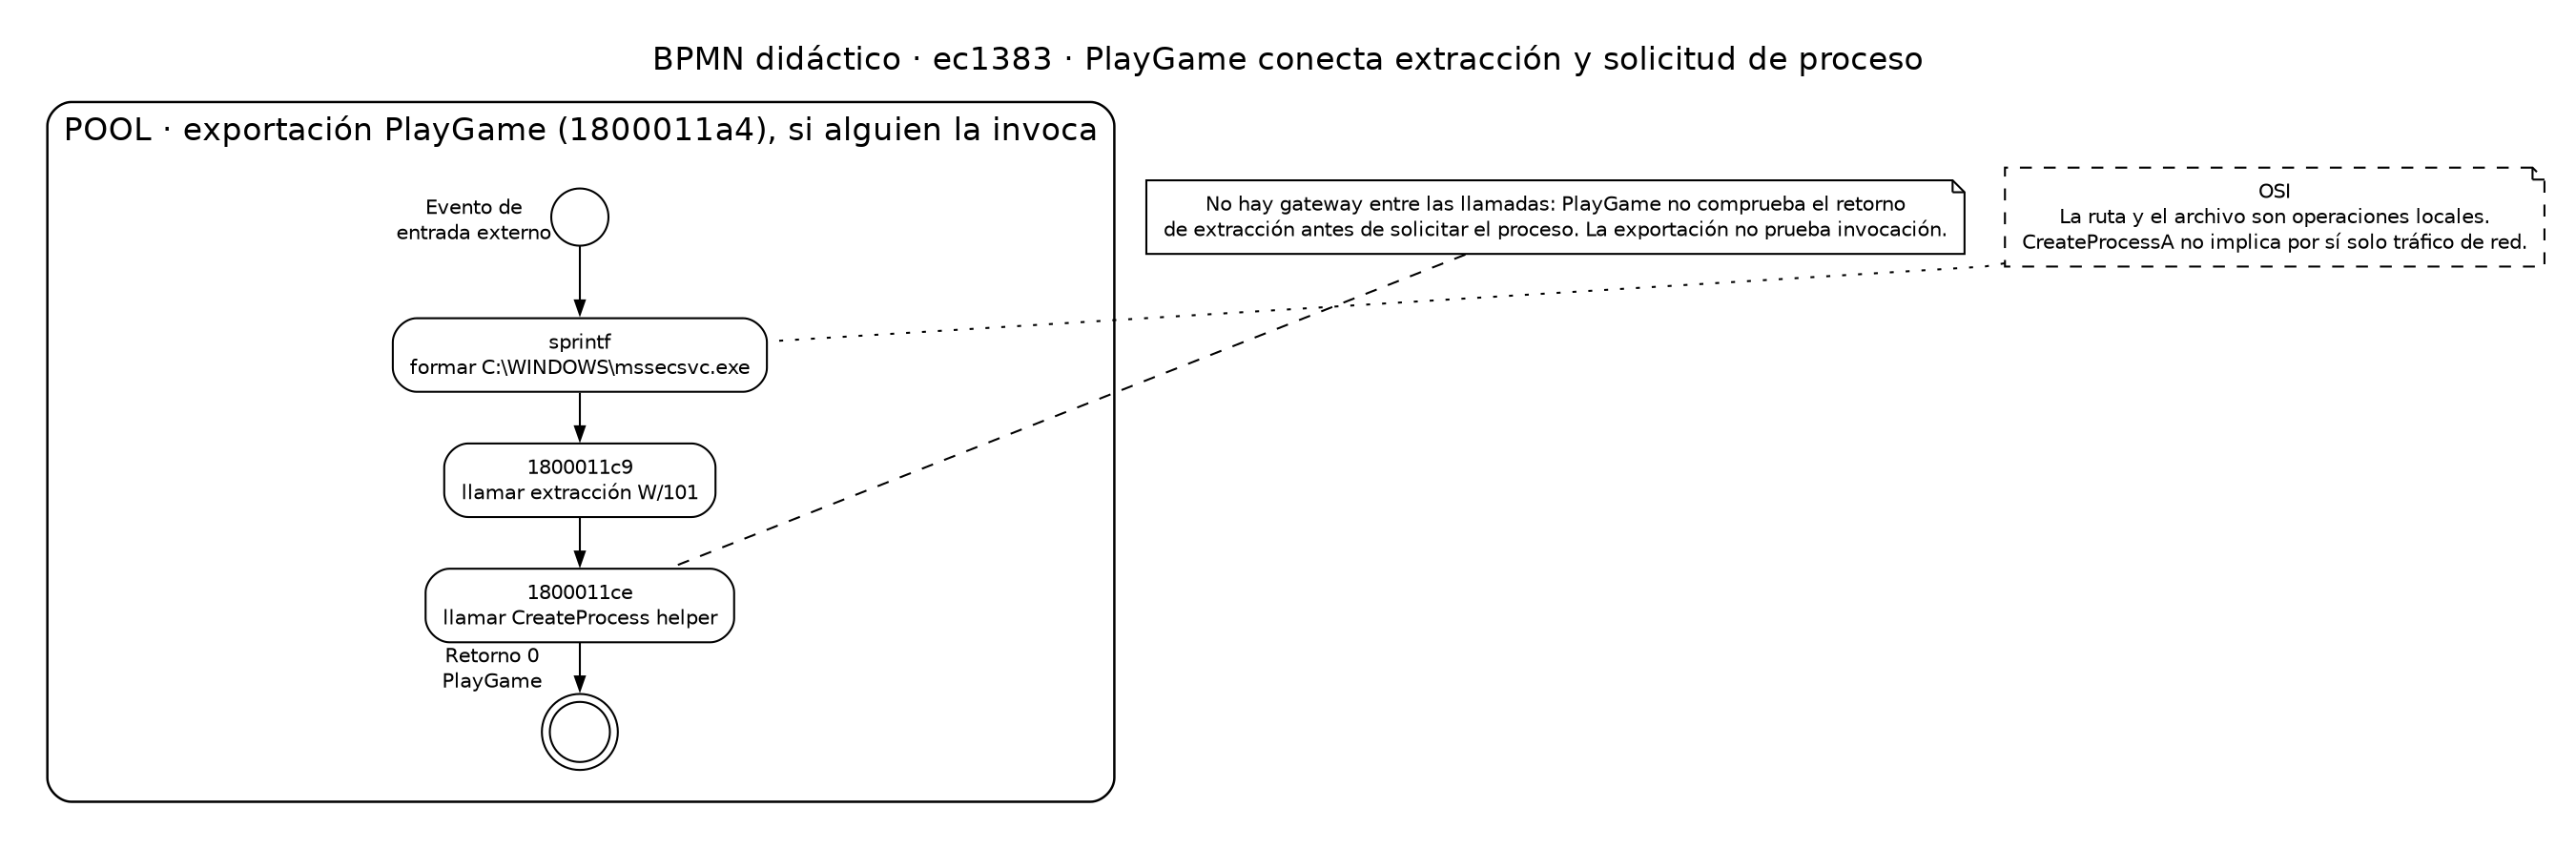 BPMN didáctico · ec1383 · PlayGame conecta extracción y solicitud de proceso
POOL · exportación PlayGame (1800011a4), si alguien la invoca
Evento de
entrada externo
sprintf
formar C:\WINDOWS\mssecsvc.exe
1800011c9
llamar extracción W/101
1800011ce
llamar CreateProcess helper
Retorno 0
PlayGame
No hay gateway entre las llamadas: PlayGame no comprueba el retorno
de extracción antes de solicitar el proceso. La exportación no prueba invocación.
OSI
La ruta y el archivo son operaciones locales.
CreateProcessA no implica por sí solo tráfico de red.